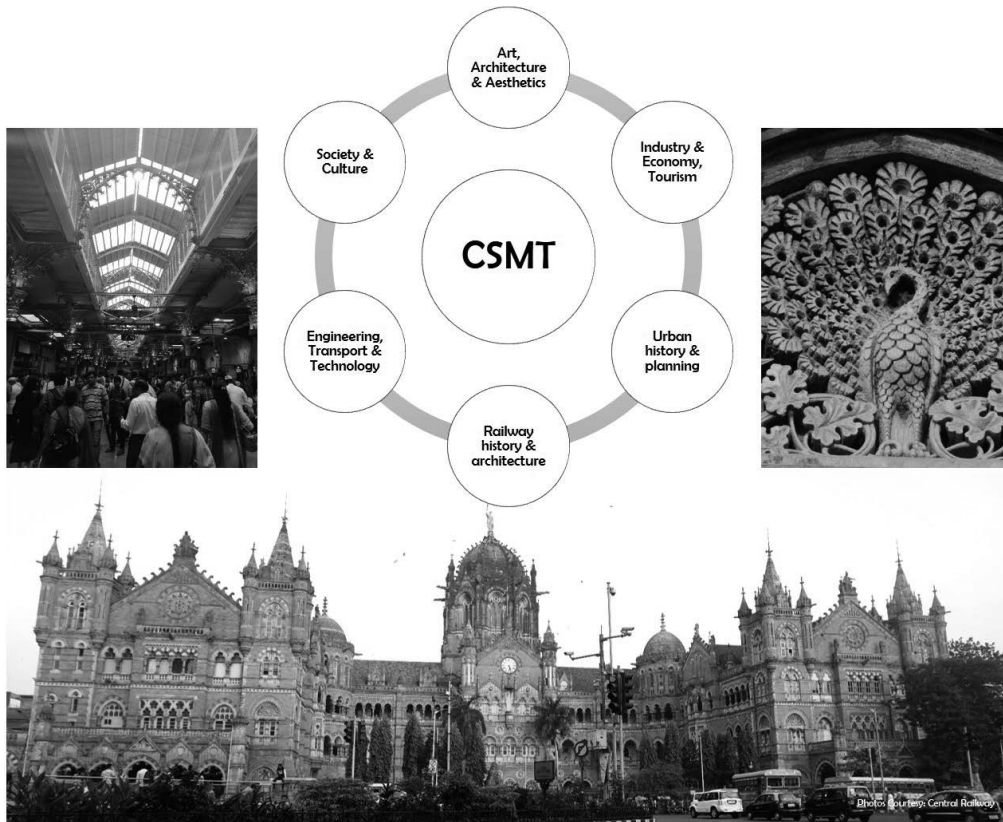 Art,
Architecture
& Aesthetics
Society &
Culture
Industry &
Economy,
Tourism
CSMT
Engineering,
Transport &
Technology
Urban
history &
planning
Railway
history &
architecture
Photos Courtesy: Central Railway